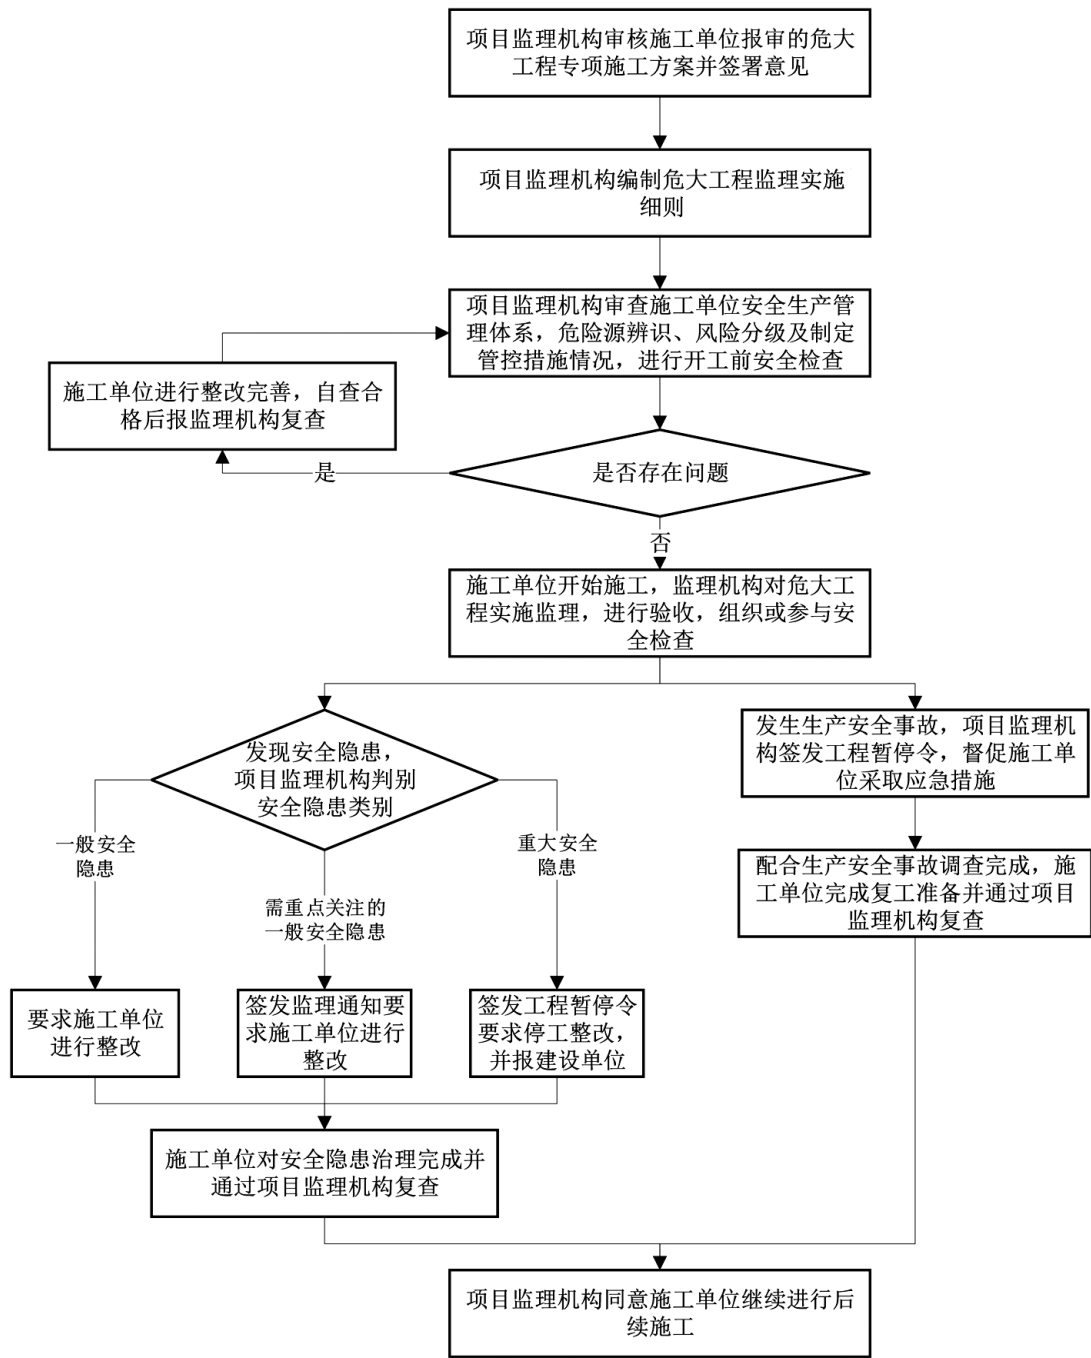 项目监理机构审核施工单位报审的危大
工程专项施工方案并签署意见
项目监理机构编制危大工程监理实施
细则
项目监理机构审查施工单位安全生产管
理体系，危险源辨识、风险分级及制定
管控措施情况，进行开工前安全检查
施工单位进行整改完善，自查合
格后报监理机构复查
是
是否存在问题
否
施工单位开始施工，监理机构对危大工
程实施监理，进行验收，组织或参与安
全检查
发现安全隐患，
项目监理机构判别
安全隐患类别
发生生产安全事故，项目监理机
构签发工程暂停令，督促施工单
位采取应急措施
一般安全
隐患
需重点关注的
一般安全隐患
重大安全
隐患
配合生产安全事故调查完成，施
工单位完成复工准备并通过项目
监理机构复查
要求施工单位
进行整改
签发监理通知要
求施工单位进行
整改
签发工程暂停令
要求停工整改，
并报建设单位
施工单位对安全隐患治理完成并
通过项目监理机构复查
项目监理机构同意施工单位继续进行后
续施工